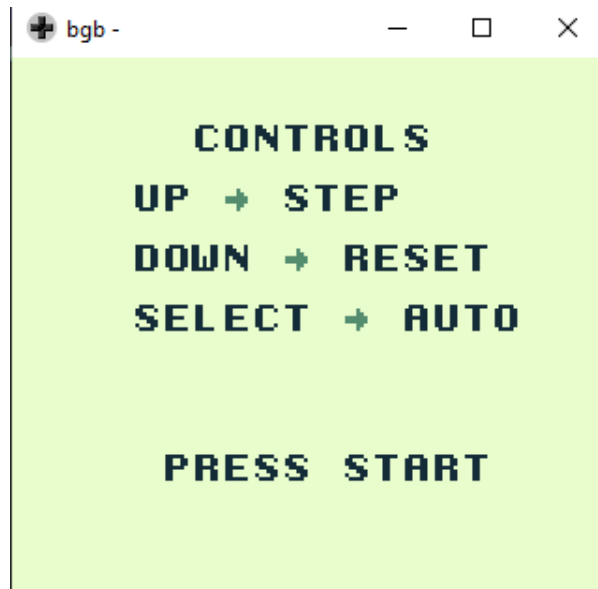 bgb -
CONTROLS
UP → STEP
DOWN → RESET
SELECT → AUTO
PRESS START